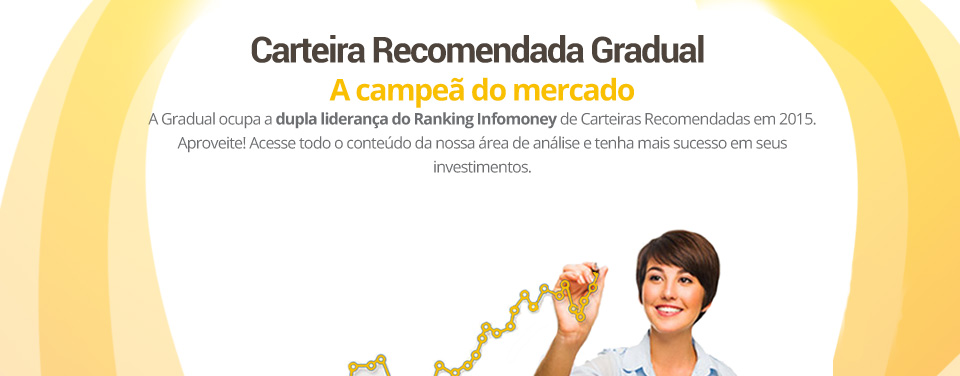 Carteira Recomendada Gradual
A campeã do mercado
A Gradual ocupa a dupla liderança do Ranking Infomoney de Carteiras Recomendadas em 2015.
Aproveite! Acesse todo o conteúdo da nossa área de análise e tenha mais sucesso em seus
investimentos.